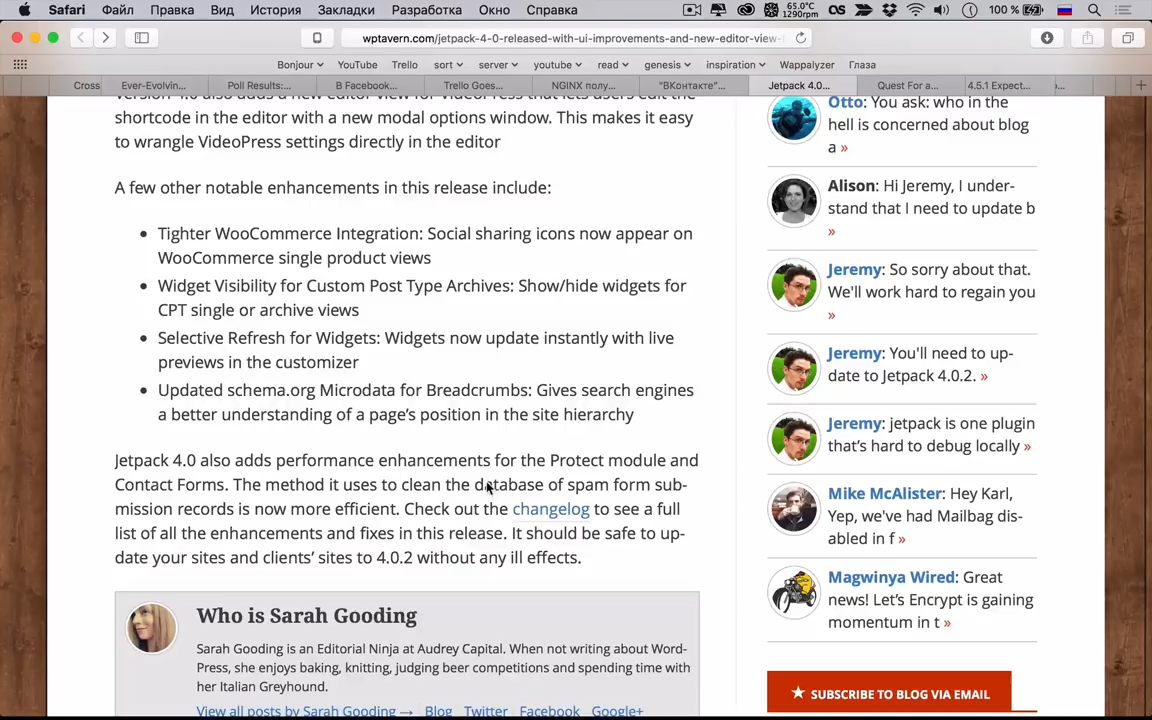 Safari Файл Правка Вид История Закладки Разработка Окно Справка 65.0°C 1290rpm 100 %
wptavern.com/jetpack-4-0-released-with-ui-improvements-and-new-editor-view-
Bonjour YouTube Trello sort server youtube read genesis inspiration Wappalyzer Глаза
Cross Ever-Evolvin... Poll Results:... В Facebook... Trello Goes... NGINX полу... "ВКонтакте"... Jetpack 4.0... Quest For a... 4.5.1 Expect...
shortcode in the editor with a new modal options window. This makes it easy
to wrangle VideoPress settings directly in the editor
A few other notable enhancements in this release include:
• Tighter WooCommerce Integration: Social sharing icons now appear on
WooCommerce single product views
• Widget Visibility for Custom Post Type Archives: Show/hide widgets for
CPT single or archive views
• Selective Refresh for Widgets: Widgets now update instantly with live
previews in the customizer
• Updated schema.org Microdata for Breadcrumbs: Gives search engines
a better understanding of a page's position in the site hierarchy
Jetpack 4.0 also adds performance enhancements for the Protect module and
Contact Forms. The method it uses to clean the database of spam form sub-
mission records is now more efficient. Check out the changelog to see a full
list of all the enhancements and fixes in this release. It should be safe to up-
date your sites and clients' sites to 4.0.2 without any ill effects.
Who is Sarah Gooding
Sarah Gooding is an Editorial Ninja at Audrey Capital. When not writing about Word-
Press, she enjoys baking, knitting, judging beer competitions and spending time with
her Italian Greyhound.
View all posts by Sarah Gooding → Blog Twitter Facebook Google+
Otto: You ask: who in the
hell is concerned about blog
a »
Alison: Hi Jeremy, I under-
stand that I need to update b
»
Jeremy: So sorry about that.
We'll work hard to regain you
»
Jeremy: You'll need to up-
date to Jetpack 4.0.2. »
Jeremy: jetpack is one plugin
that's hard to debug locally »
Mike McAlister: Hey Karl,
Yep, we've had Mailbag dis-
abled in f »
Magwinya Wired: Great
news! Let's Encrypt is gaining
momentum in t »
★ SUBSCRIBE TO BLOG VIA EMAIL